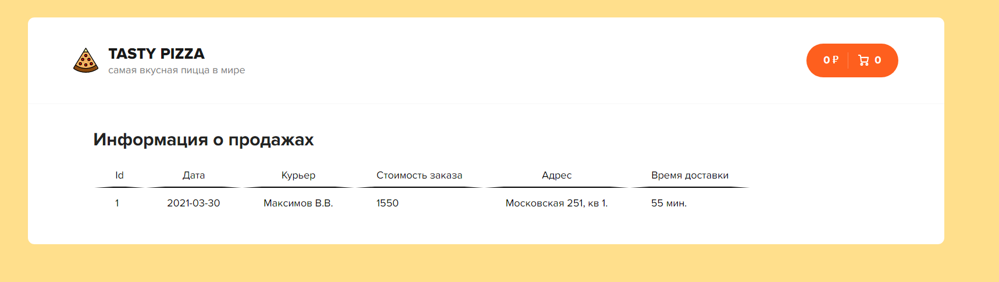 TASTY PIZZA
самая вкусная пицца в мире
0 ₽ 0
Информация о продажах
Id Дата Курьер Стоимость заказа Адрес Время доставки
1 2021-03-30 Максимов В.В. 1550 Московская 251, кв 1. 55 мин.